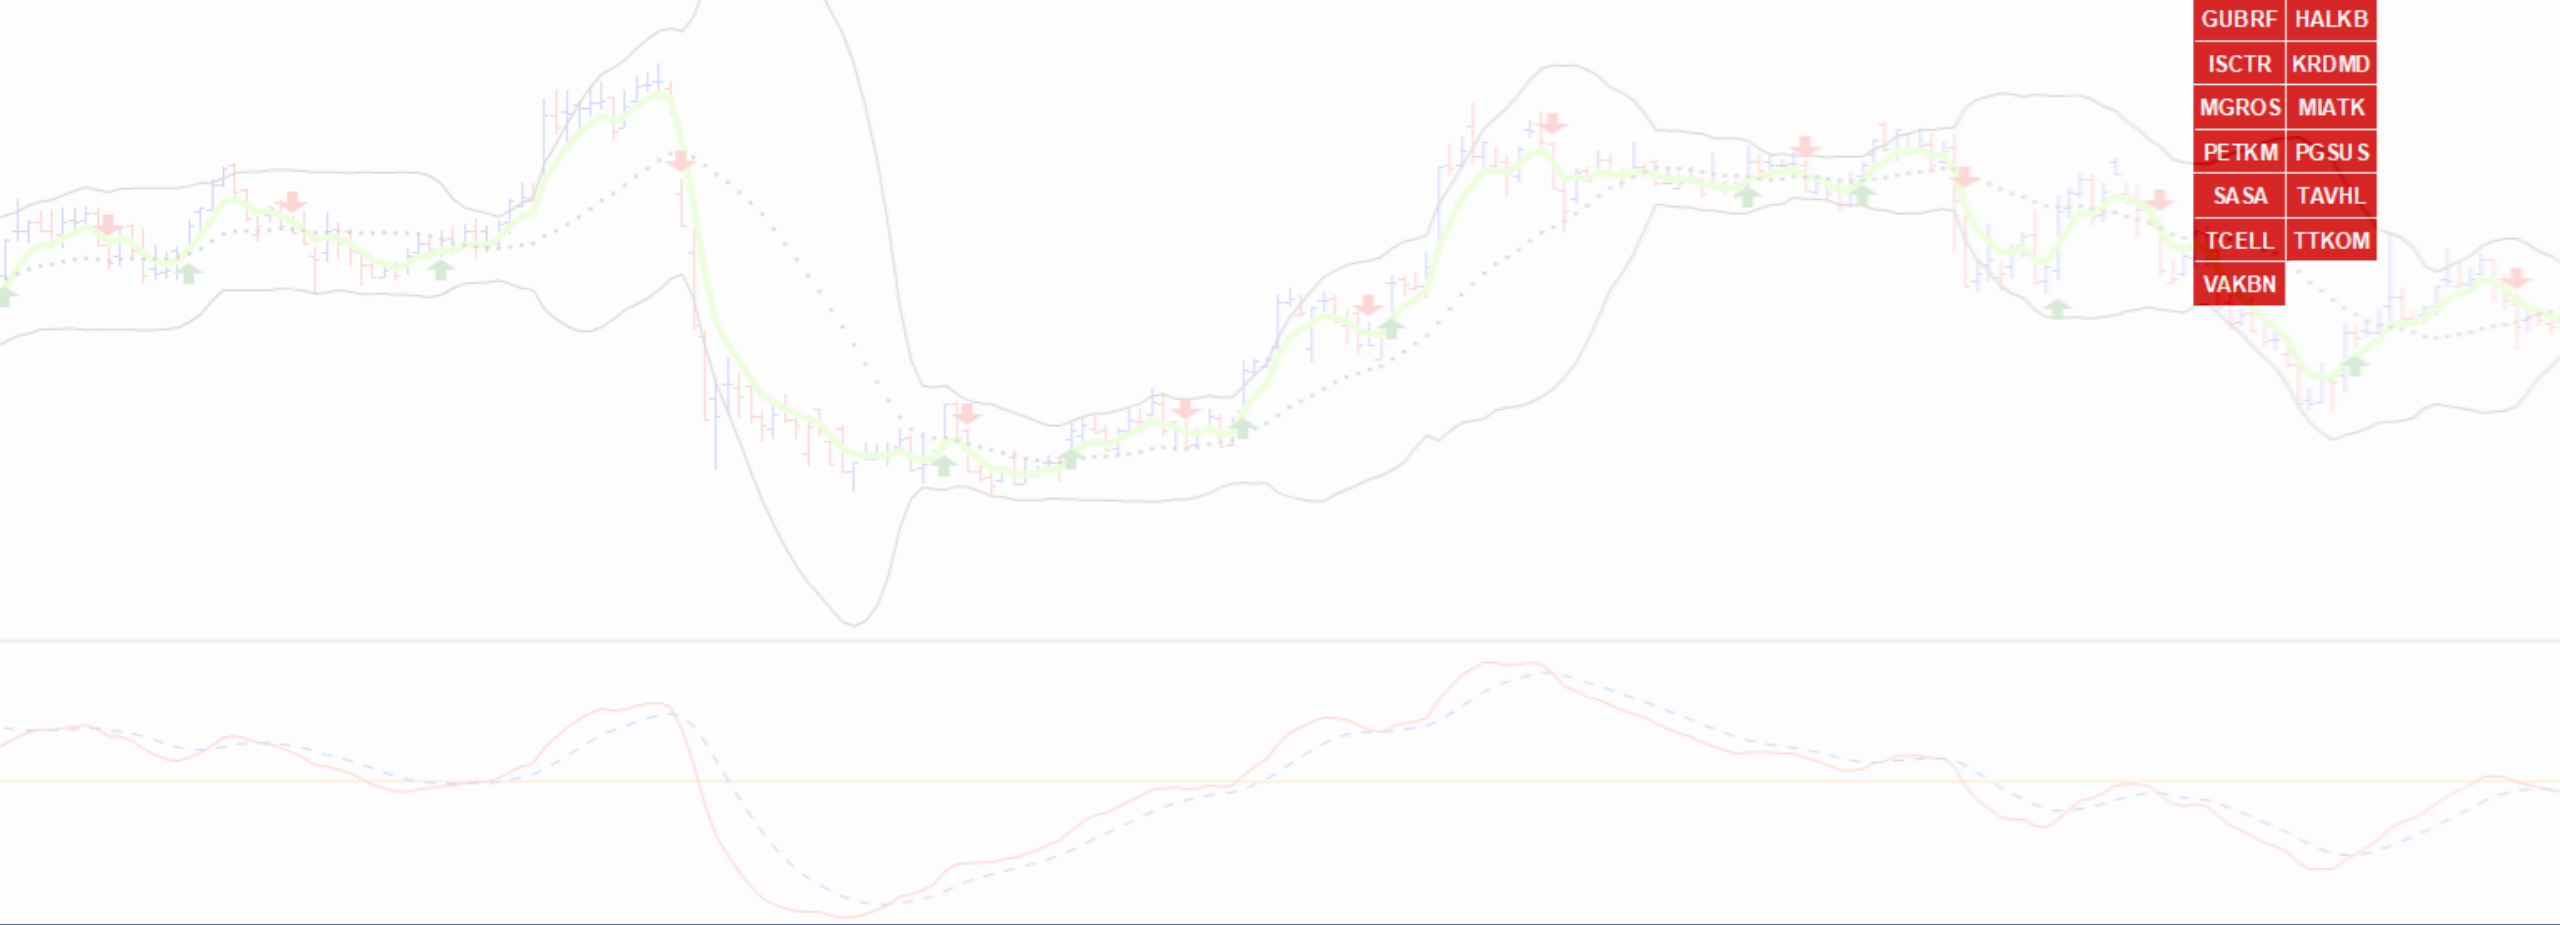 GUBRF HALKB
ISCTR KRDMD
MGROS MIATK
PETKM PGSUS
SASA TAVHL
TCELL TTKOM
VAKBN